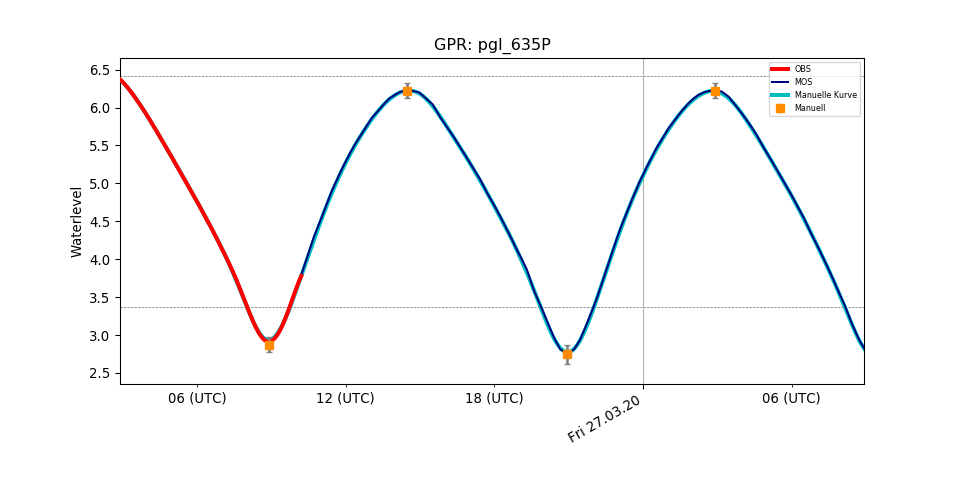 GPR: pgl_635P
Waterlevel
6.5
6.0
5.5
5.0
4.5
4.0
3.5
3.0
2.5
OBS
MOS
Manuelle Kurve
Manuell
06 (UTC)
12 (UTC)
18 (UTC)
Fri 27.03.20
06 (UTC)